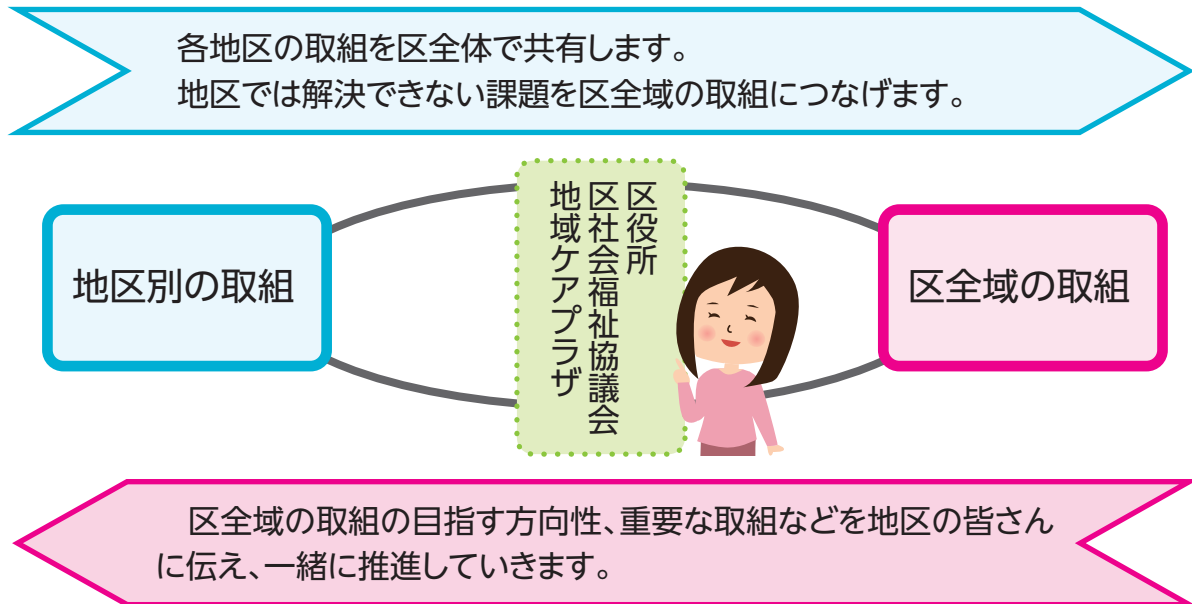 各地区の取組を区全体で共有します。
地区では解決できない課題を区全域の取組につなげます。
地区別の取組
区役所
区社会福祉協議会
地域ケアプラザ
区全域の取組
区全域の取組の目指す方向性、重要な取組などを地区の皆さん
に伝え、一緒に推進していきます。